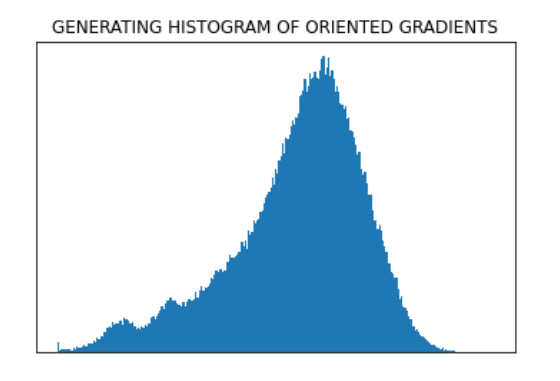 GENERATING HISTOGRAM OF ORIENTED GRADIENTS